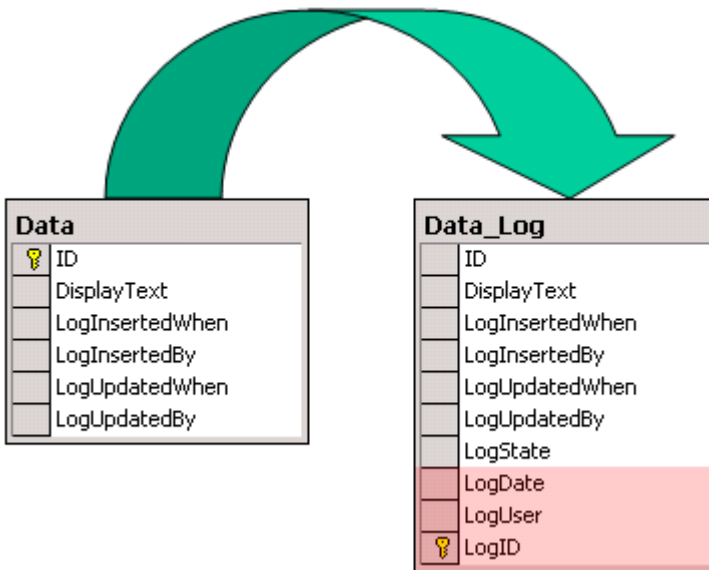 Data
ID
DisplayText
LogInsertedWhen
LogInsertedBy
LogUpdatedWhen
LogUpdatedBy
Data_Log
ID
DisplayText
LogInsertedWhen
LogInsertedBy
LogUpdatedWhen
LogUpdatedBy
LogState
LogDate
LogUser
LogID